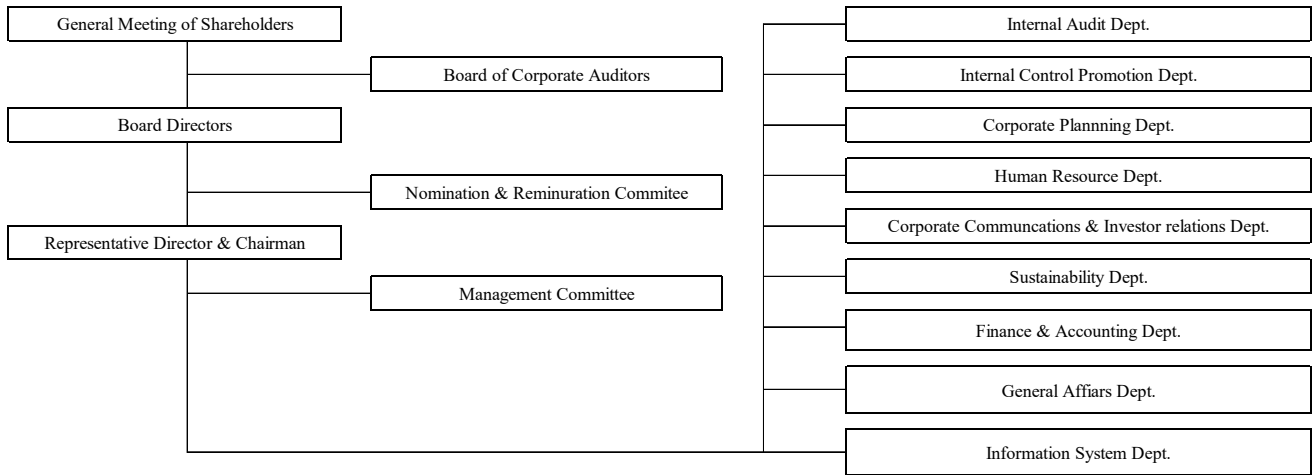 General Meeting of Shareholders
Board of Corporate Auditors
Board Directors
Nomination & Reminuration Commitee
Representative Director & Chairman
Management Committee
Internal Audit Dept.
Internal Control Promotion Dept.
Corporate Plannning Dept.
Human Resource Dept.
Corporate Communcations & Investor relations Dept.
Sustainability Dept.
Finance & Accounting Dept.
General Affiars Dept.
Information System Dept.